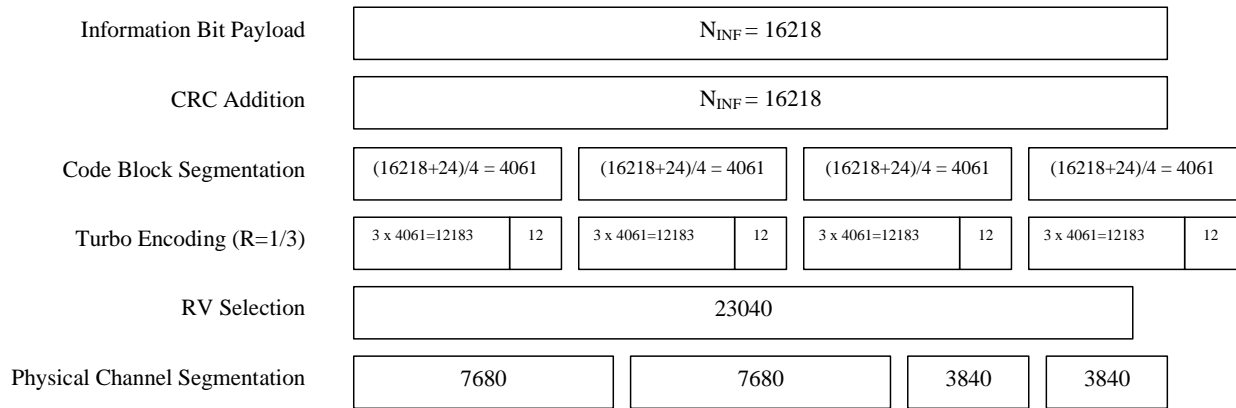 Information Bit Payload N_INF = 16218
CRC Addition N_INF = 16218
Code Block Segmentation (16218+24)/4 = 4061 (16218+24)/4 = 4061 (16218+24)/4 = 4061 (16218+24)/4 = 4061
Turbo Encoding (R=1/3) 3 x 4061=12183 12 3 x 4061=12183 12 3 x 4061=12183 12 3 x 4061=12183 12
RV Selection 23040
Physical Channel Segmentation 7680 7680 3840 3840